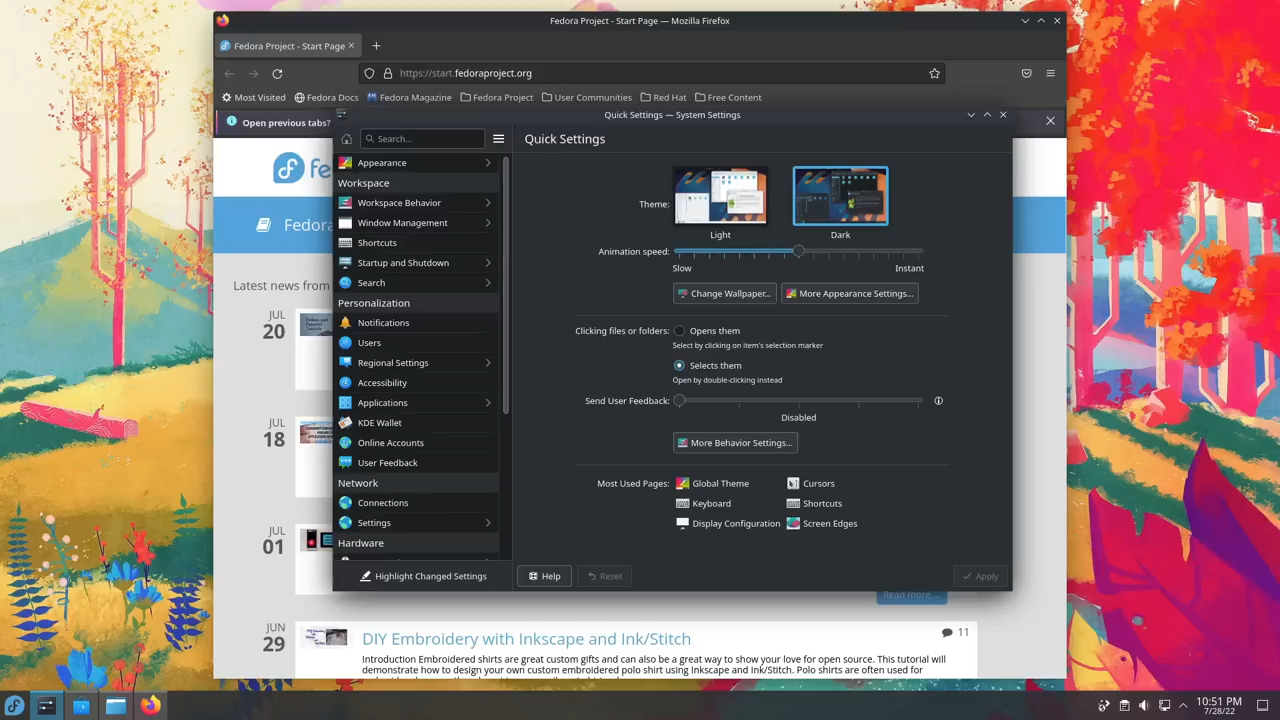 Fedora Project - Start Page — Mozilla Firefox
Fedora Project - Start Page
https://start.fedoraproject.org
Most Visited
Fedora Docs
Fedora Magazine
Fedora Project
User Communities
Red Hat
Free Content
Open previous tabs?
Quick Settings — System Settings
Search...
Quick Settings
Appearance
Workspace
Workspace Behavior
Window Management
Shortcuts
Startup and Shutdown
Search
Personalization
Notifications
Users
Regional Settings
Accessibility
Applications
KDE Wallet
Online Accounts
User Feedback
Network
Connections
Settings
Hardware
Highlight Changed Settings
Theme:
Light
Dark
Animation speed:
Slow
Instant
Change Wallpaper...
More Appearance Settings...
Clicking files or folders:
Opens them
Select by clicking on item's selection marker
Selects them
Open by double-clicking instead
Send User Feedback:
Disabled
More Behavior Settings...
Most Used Pages:
Global Theme
Cursors
Keyboard
Shortcuts
Display Configuration
Screen Edges
Help
Reset
Apply
Fedora
Latest news from
JUL
20
JUL
18
JUL
01
Read more
JUN
29
DIY Embroidery with Inkscape and Ink/Stitch
11
Introduction Embroidered shirts are great custom gifts and can also be a great way to show your love for open source. This tutorial will
demonstrate how to design your own custom embroidered polo shirt using Inkscape and Ink/Stitch. Polo shirts are often used for
10:51 PM
7/28/22